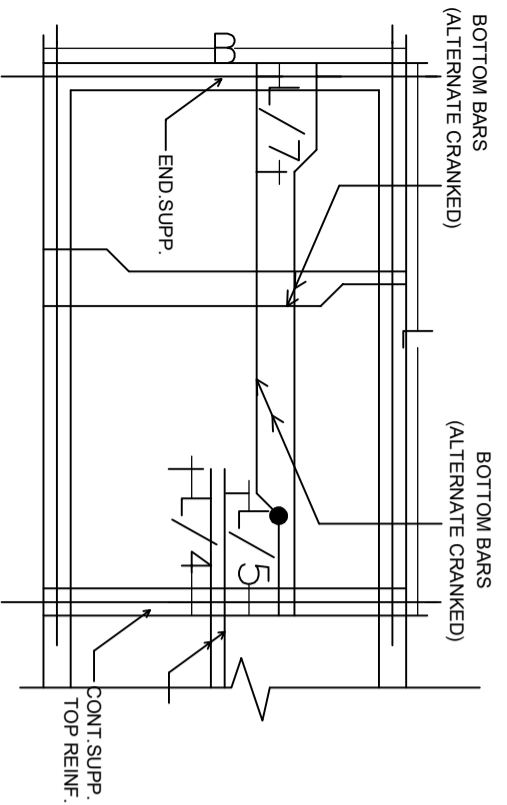 BOTTOM BARS
(ALTERNATE CRANKED)
BOTTOM BARS
(ALTERNATE CRANKED)
L
B
L/7
END.SUPP.
L/5
L/4
CONT.SUPP.
TOP REINF.